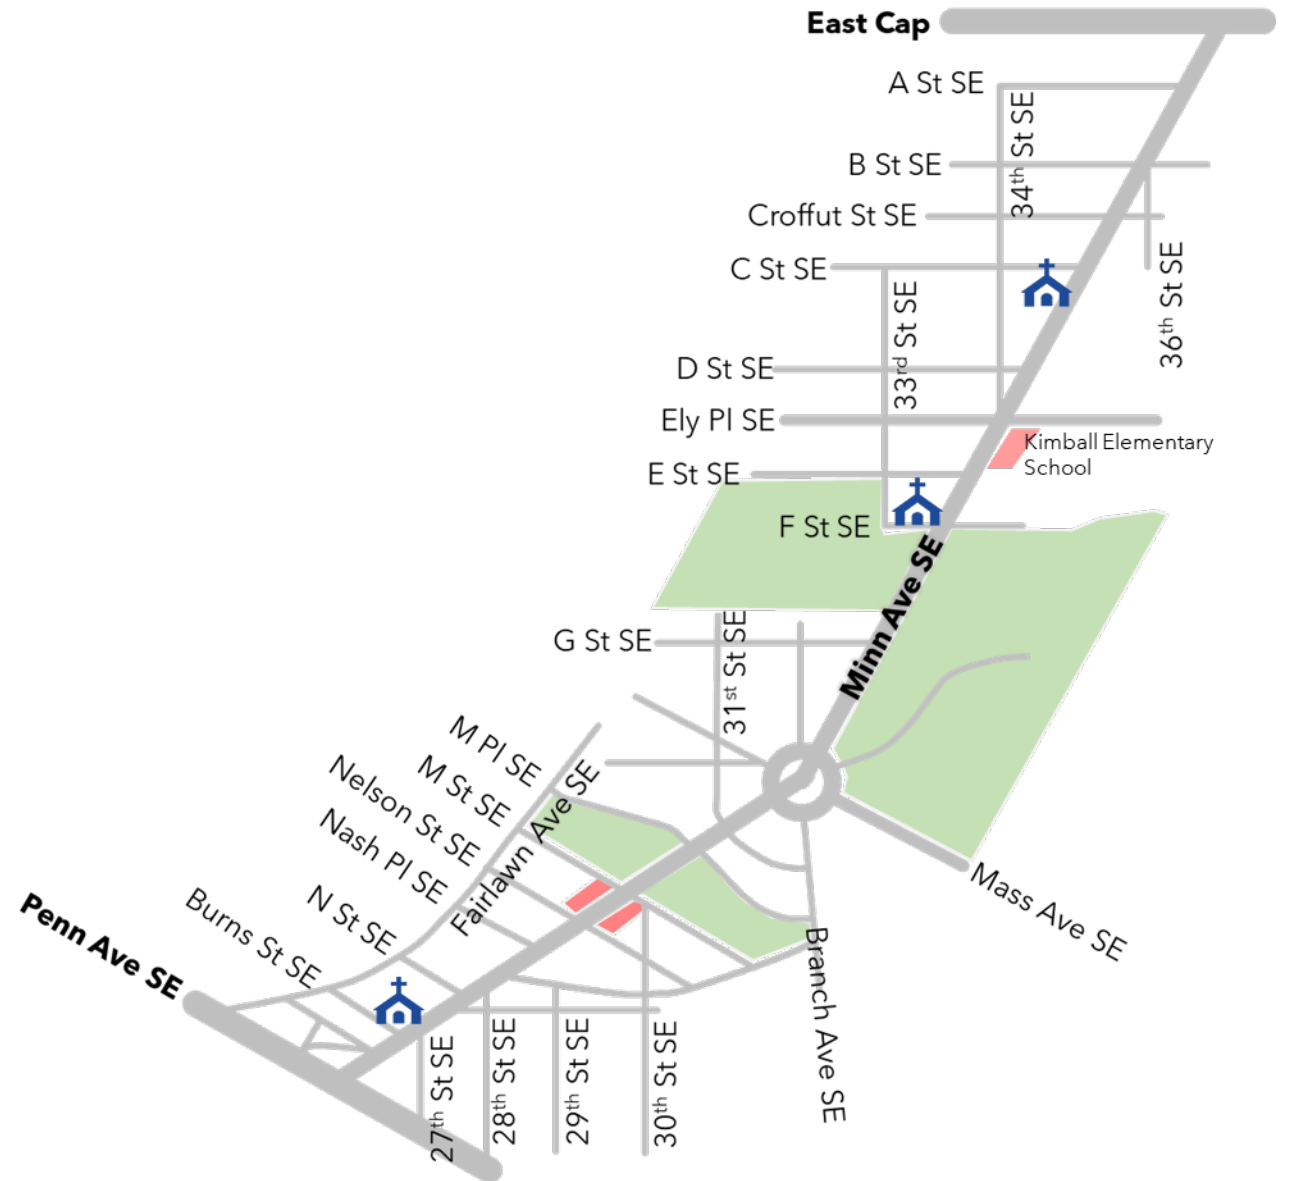 East Cap
A St SE
34th St SE
B St SE
Croffut St SE
C St SE
36th St SE
33rd St SE
D St SE
Ely Pl SE
Kimball Elementary
School
E St SE
F St SE
Minn Ave SE
31st St SE
G St SE
M Pl SE
M St SE
Fairlawn Ave SE
Nelson St SE
Nash Pl SE
N St SE
Burns St SE
Penn Ave SE
Mass Ave SE
Branch Ave SE
27th St SE
28th St SE
29th St SE
30th St SE